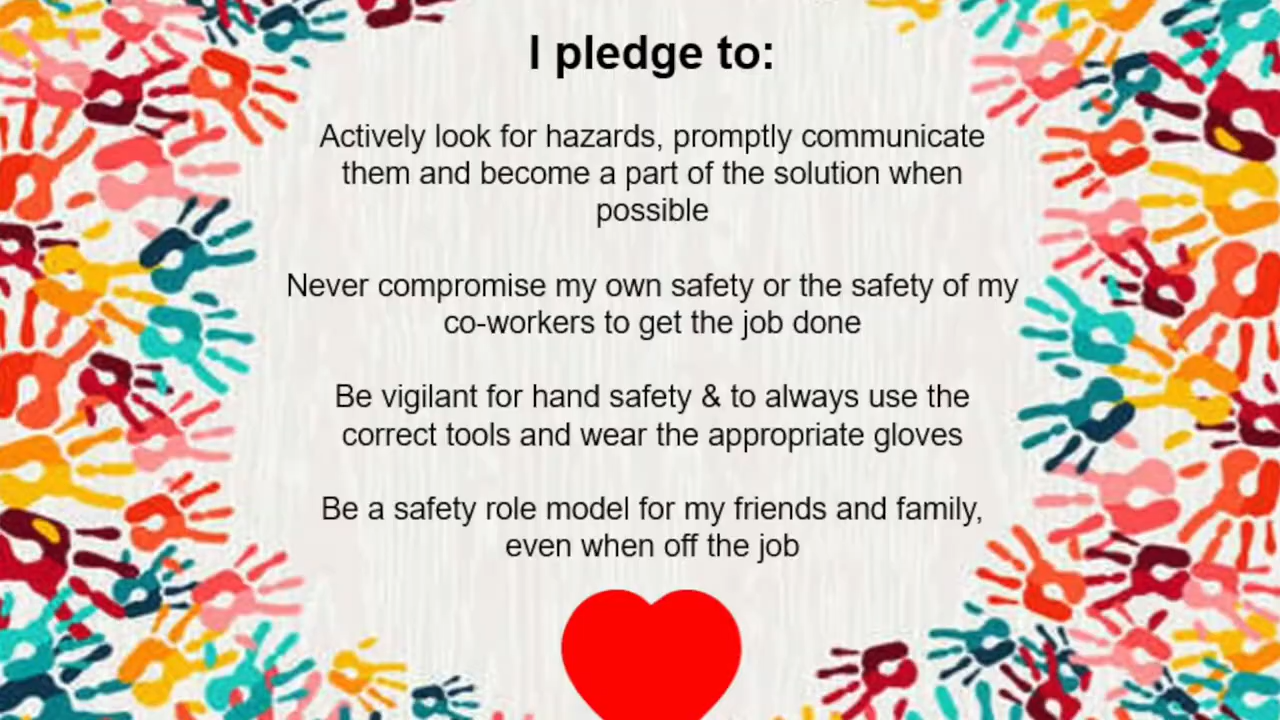 I pledge to:
Actively look for hazards, promptly communicate
them and become a part of the solution when
possible
Never compromise my own safety or the safety of my
co-workers to get the job done
Be vigilant for hand safety & to always use the
correct tools and wear the appropriate gloves
Be a safety role model for my friends and family,
even when off the job